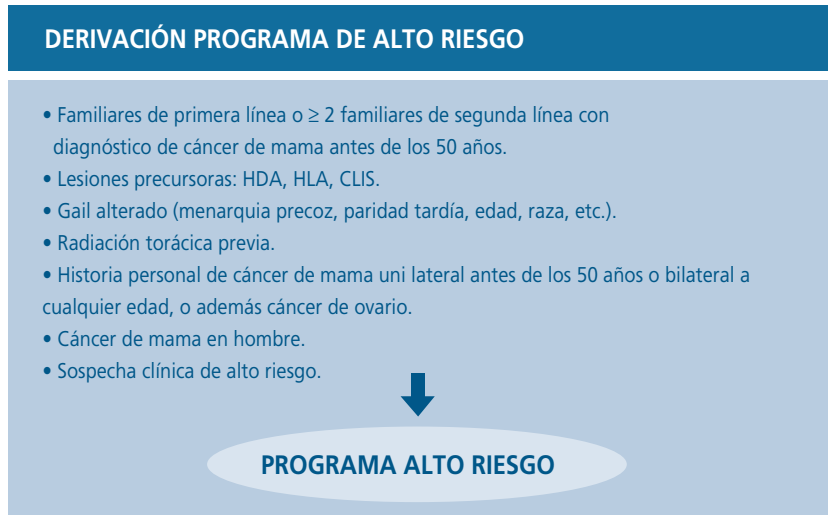 DERIVACIÓN PROGRAMA DE ALTO RIESGO
• Familiares de primera línea o ≥ 2 familiares de segunda línea con
diagnóstico de cáncer de mama antes de los 50 años.
• Lesiones precursoras: HDA, HLA, CLIS.
• Gail alterado (menarquia precoz, paridad tardía, edad, raza, etc.).
• Radiación torácica previa.
• Historia personal de cáncer de mama uni lateral antes de los 50 años o bilateral a
cualquier edad, o además cáncer de ovario.
• Cáncer de mama en hombre.
• Sospecha clínica de alto riesgo.
PROGRAMA ALTO RIESGO